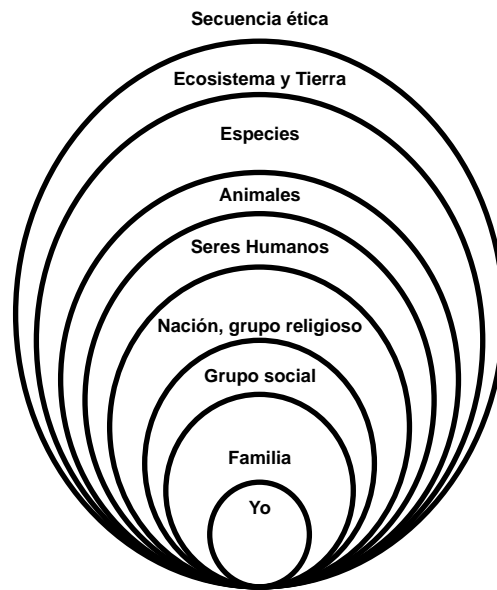 Secuencia ética
Ecosistema y Tierra
Especies
Animales
Seres Humanos
Nación, grupo religioso
Grupo social
Familia
Yo